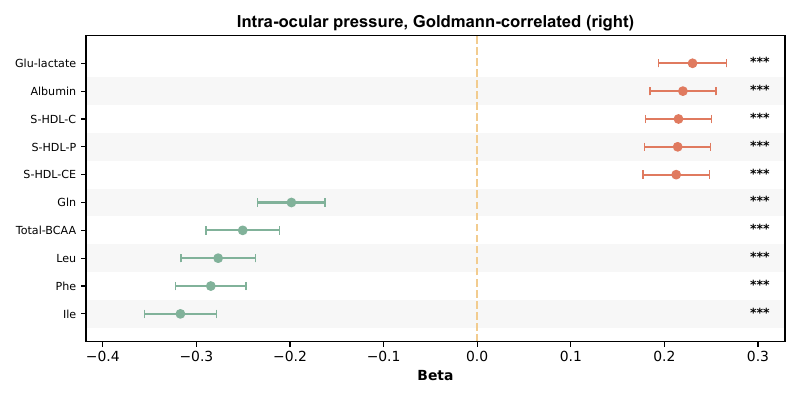 Intra-ocular pressure, Goldmann-correlated (right)
Glu-lactate ***
Albumin ***
S-HDL-C ***
S-HDL-P ***
S-HDL-CE ***
Gln ***
Total-BCAA ***
Leu ***
Phe ***
Ile ***
−0.4 −0.3 −0.2 −0.1 0.0 0.1 0.2 0.3
Beta